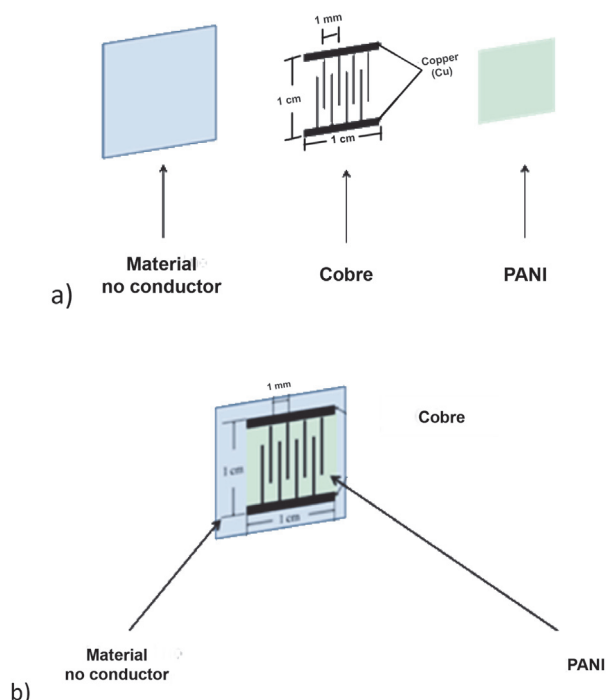 1 mm
Copper
(Cu)
1 cm
1 cm
Material
no conductor
Cobre
PANI
a)
1 mm
Cobre
1 cm
1 cm
Material
no conductor
PANI
b)